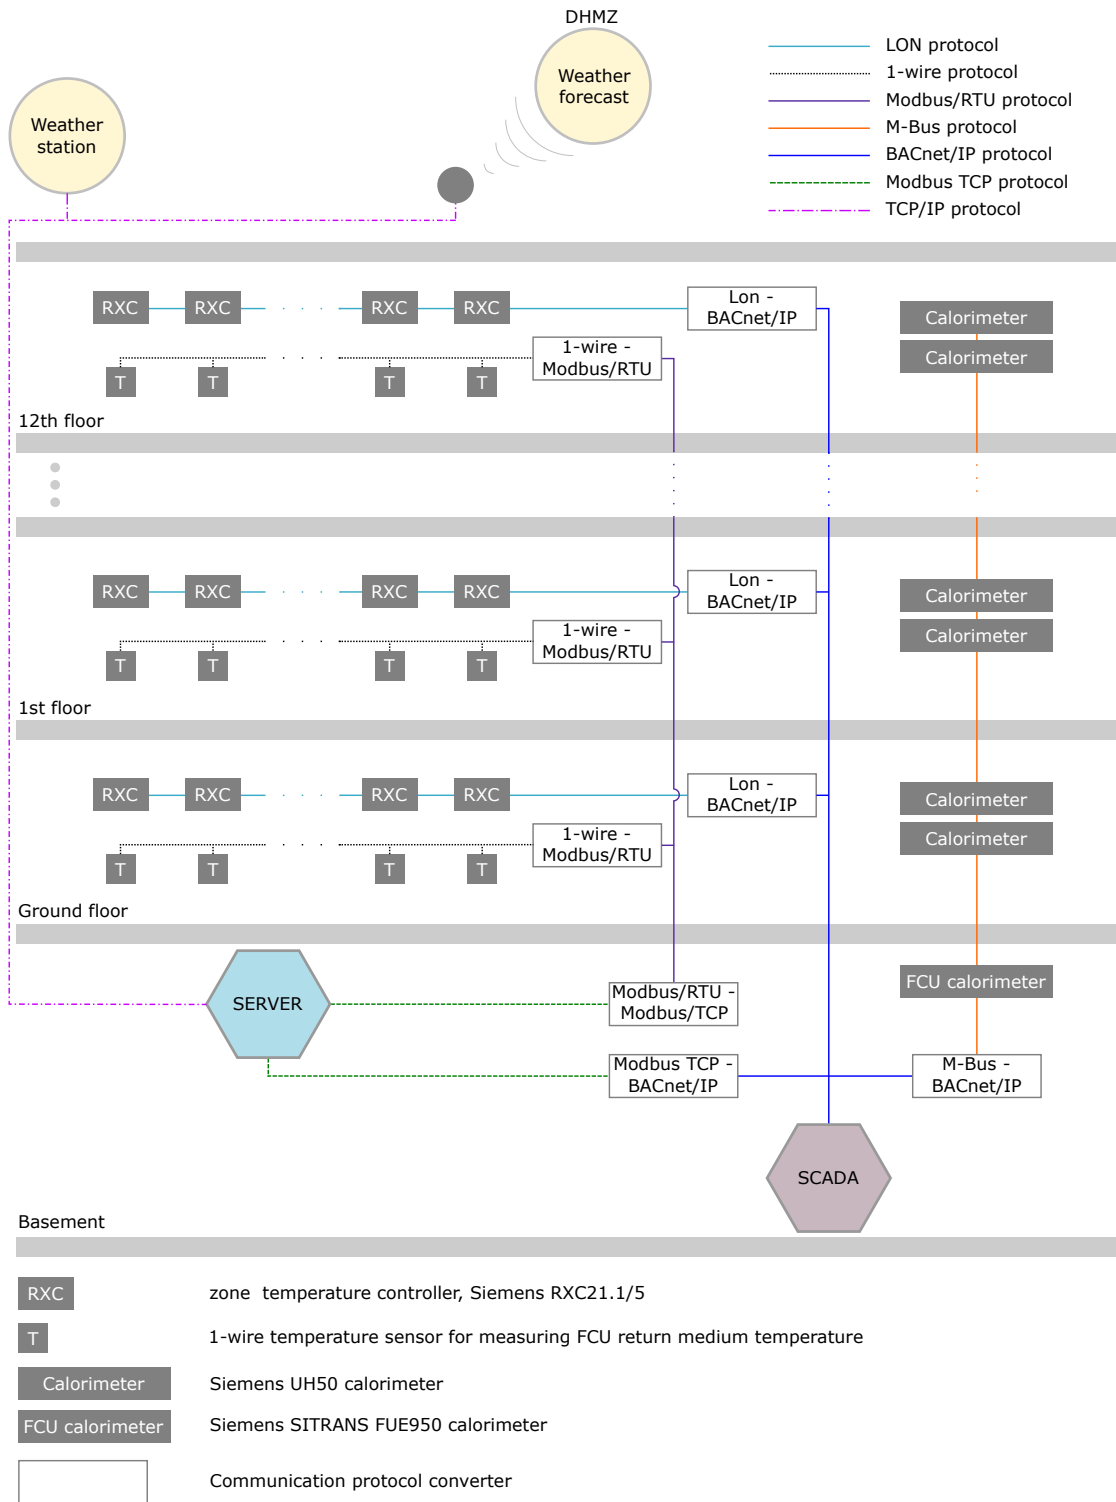 DHMZ
Weather
forecast
Weather
station
LON protocol
1-wire protocol
Modbus/RTU protocol
M-Bus protocol
BACnet/IP protocol
Modbus TCP protocol
TCP/IP protocol
RXC
RXC
RXC
RXC
Lon -
BACnet/IP
Calorimeter
Calorimeter
1-wire -
Modbus/RTU
T
T
T
T
12th floor
RXC
RXC
RXC
RXC
Lon -
BACnet/IP
Calorimeter
Calorimeter
1-wire -
Modbus/RTU
T
T
T
T
1st floor
RXC
RXC
RXC
RXC
Lon -
BACnet/IP
Calorimeter
Calorimeter
1-wire -
Modbus/RTU
T
T
T
T
Ground floor
SERVER
Modbus/RTU -
Modbus/TCP
FCU calorimeter
Modbus TCP -
BACnet/IP
M-Bus -
BACnet/IP
SCADA
Basement
RXC
zone temperature controller, Siemens RXC21.1/5
T
1-wire temperature sensor for measuring FCU return medium temperature
Calorimeter
Siemens UH50 calorimeter
FCU calorimeter
Siemens SITRANS FUE950 calorimeter
Communication protocol converter